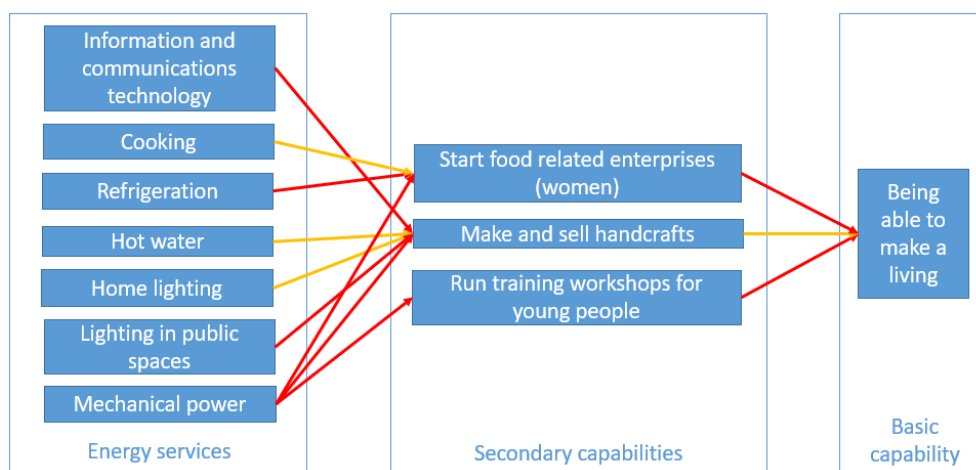 Information and
communications
technology
Cooking
Refrigeration
Hot water
Home lighting
Lighting in public
spaces
Mechanical power
Energy services
Start food related enterprises
(women)
Make and sell handcrafts
Run training workshops for
young people
Secondary capabilities
Being
able to
make a
living
Basic
capability